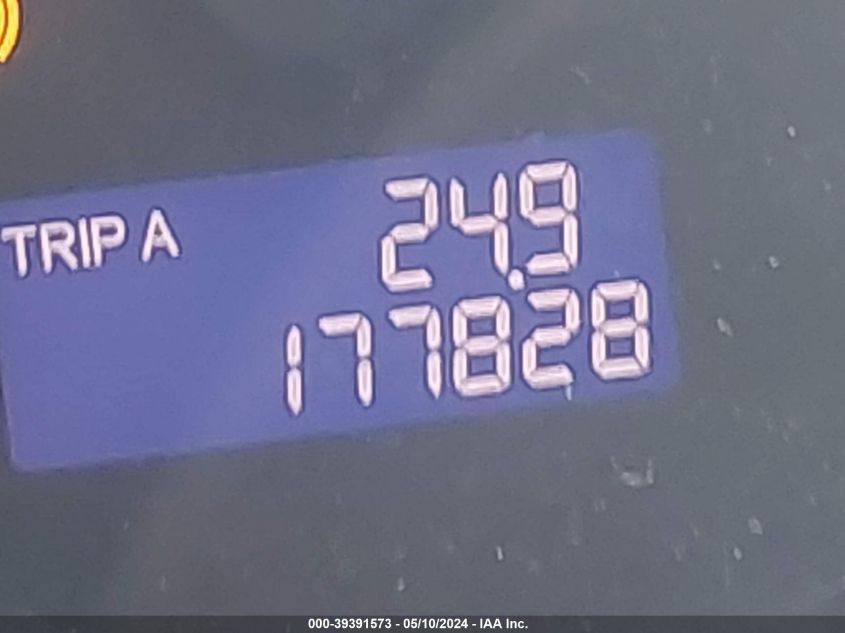 TRIP A 24.9
177828
000-39391573 - 05/10/2024 - IAA Inc.